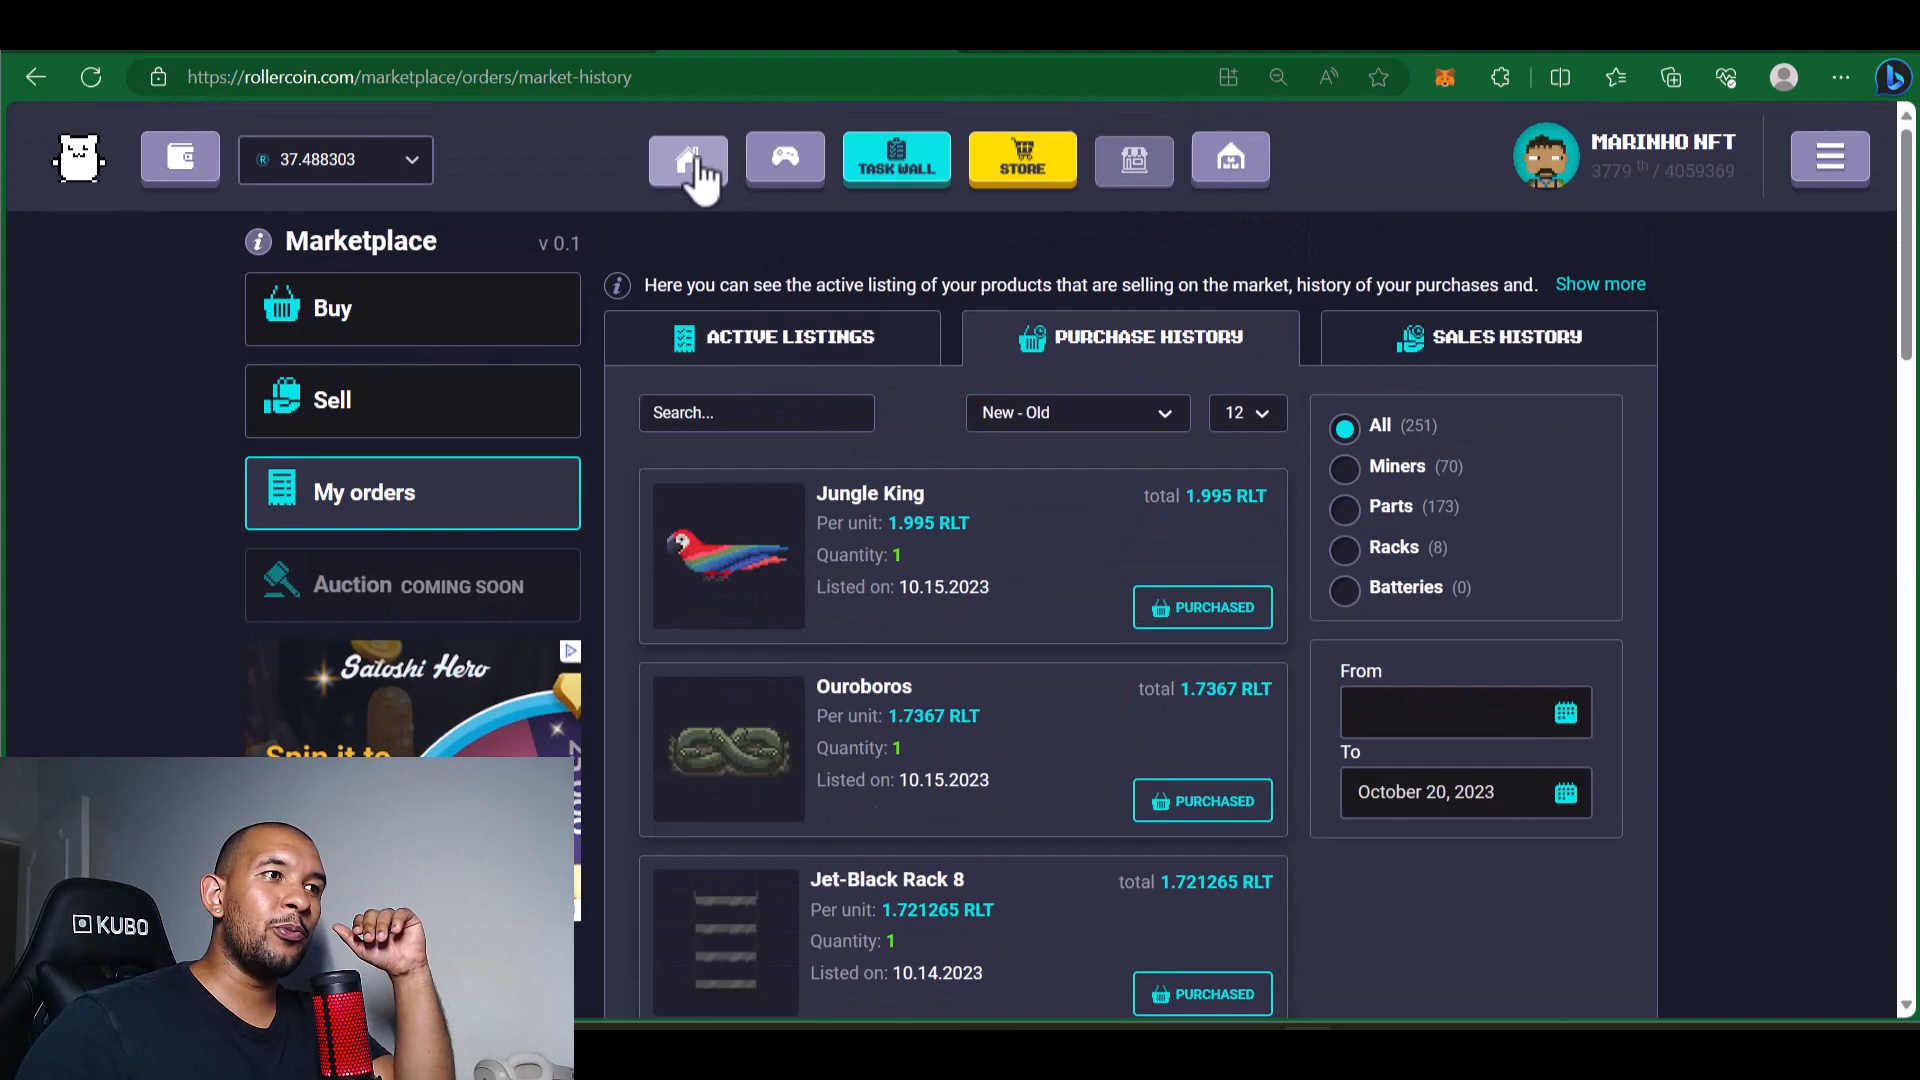 https://rollercoin.com/marketplace/orders/market-history
37.488303
TASK WALL
STORE
MARINHO NFT
3779 th / 4059369
Marketplace
v 0.1
Buy
Sell
My orders
Auction COMING SOON
Satoshi Hero
Spin it to
Here you can see the active listing of your products that are selling on the market, history of your purchases and.
Show more
ACTIVE LISTINGS
PURCHASE HISTORY
SALES HISTORY
Search...
New - Old
12
Jungle King
total 1.995 RLT
Per unit: 1.995 RLT
Quantity: 1
Listed on: 10.15.2023
PURCHASED
Ouroboros
total 1.7367 RLT
Per unit: 1.7367 RLT
Quantity: 1
Listed on: 10.15.2023
PURCHASED
Jet-Black Rack 8
total 1.721265 RLT
Per unit: 1.721265 RLT
Quantity: 1
Listed on: 10.14.2023
PURCHASED
All (251)
Miners (70)
Parts (173)
Racks (8)
Batteries (0)
From
To
October 20, 2023
KUBO